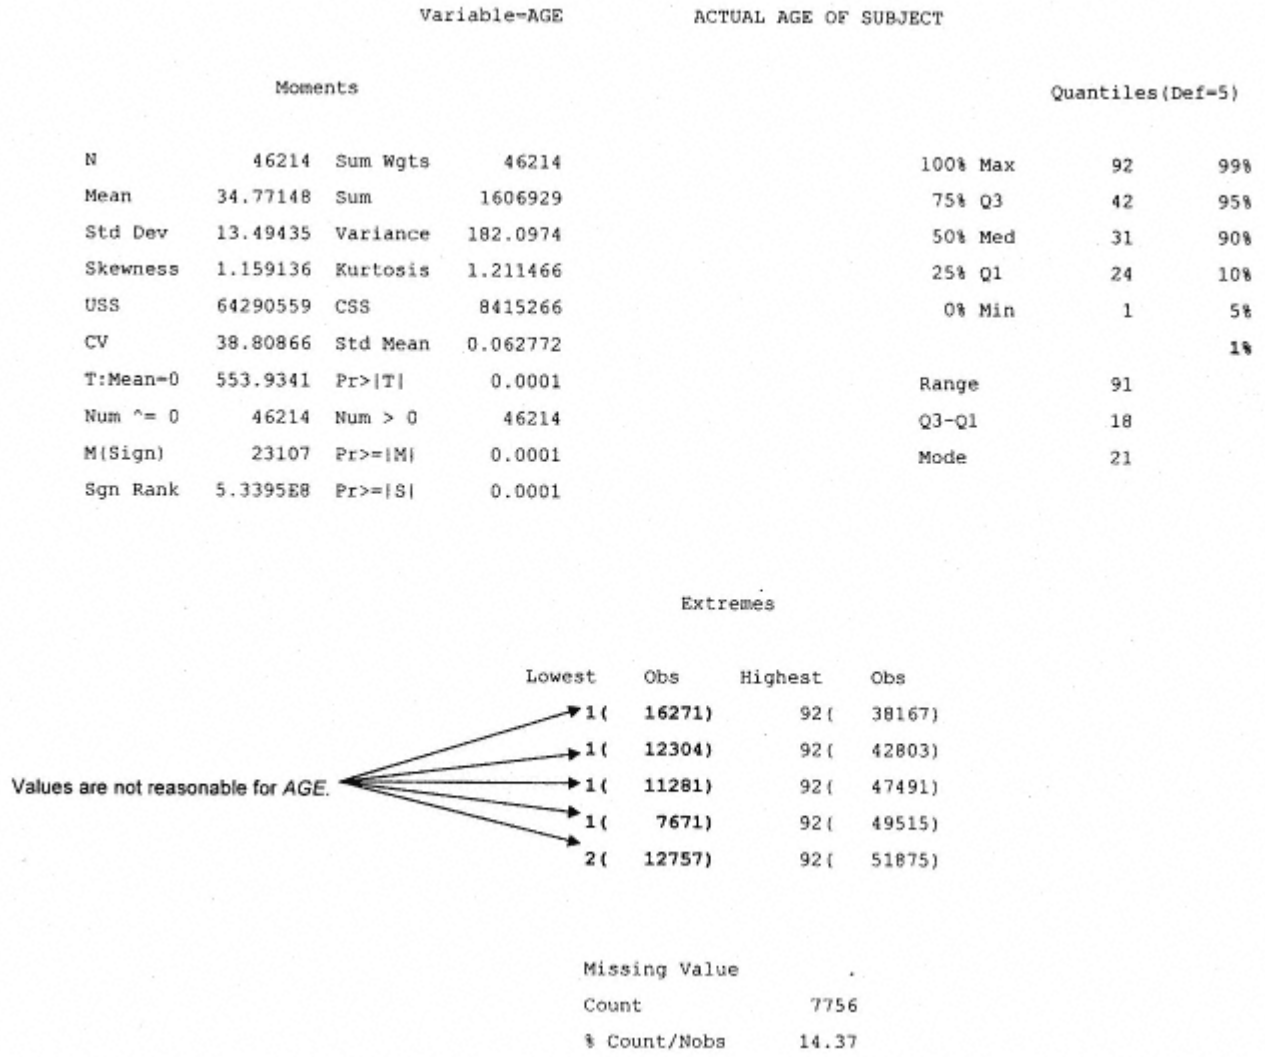 Variable=AGE ACTUAL AGE OF SUBJECT
Moments
Quantiles(Def=5)
N 46214 Sum Wgts 46214 100% Max 92 99%
Mean 34.77148 Sum 1606929 75% Q3 42 95%
Std Dev 13.49435 Variance 182.0974 50% Med 31 90%
Skewness 1.159136 Kurtosis 1.211466 25% Q1 24 10%
USS 64290559 CSS 8415266 0% Min 1 5%
CV 38.80866 Std Mean 0.062772 1%
T:Mean=0 553.9341 Pr>|T| 0.0001 Range 91
Num ^= 0 46214 Num > 0 46214 Q3-Q1 18
M(Sign) 23107 Pr>=|M| 0.0001 Mode 21
Sgn Rank 5.3395E8 Pr>=|S| 0.0001
Extremes
Lowest Obs Highest Obs
1( 16271) 92( 38167)
1( 12304) 92( 42803)
Values are not reasonable for AGE. 1( 11281) 92( 47491)
1( 7671) 92( 49515)
2( 12757) 92( 51875)
Missing Value .
Count 7756
% Count/Nobs 14.37